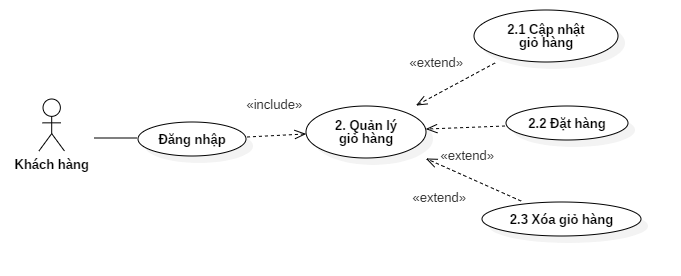 2.1 Cập nhật
giỏ hàng
«extend»
«include»
2. Quản lý
giỏ hàng
2.2 Đặt hàng
Đăng nhập
Khách hàng
«extend»
«extend»
2.3 Xóa giỏ hàng